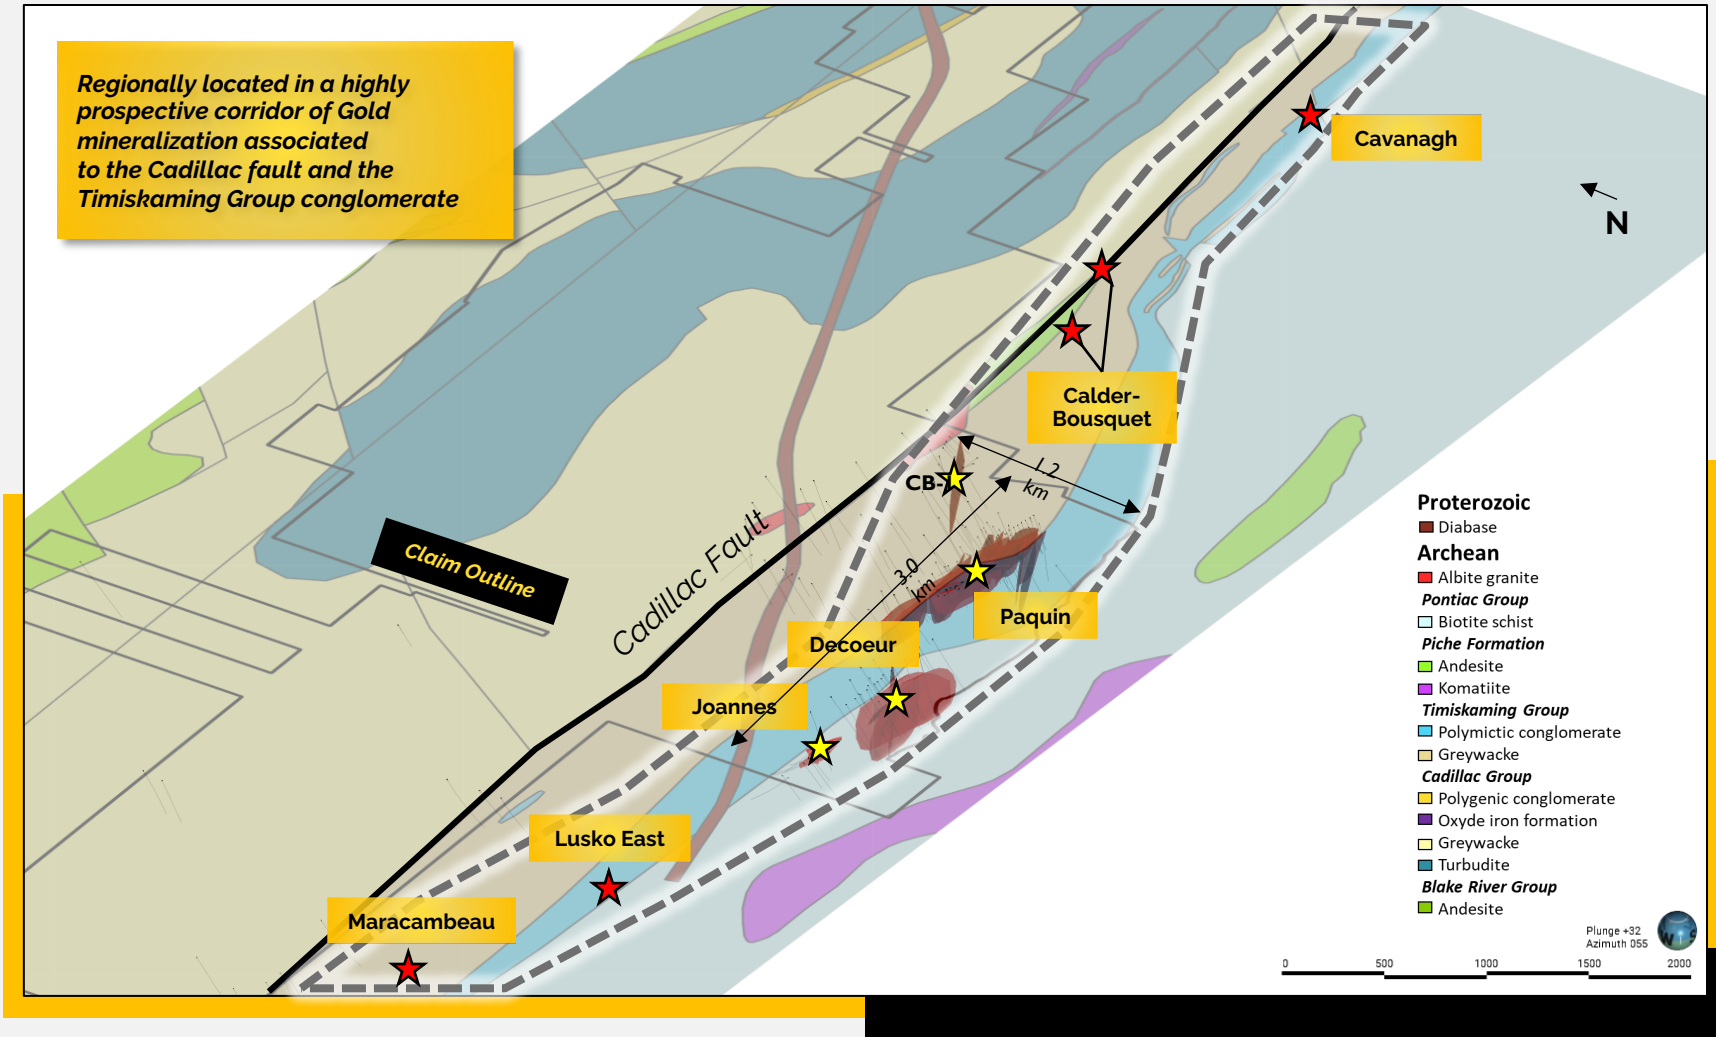 Regionally located in a highly
prospective corridor of Gold
mineralization associated
to the Cadillac fault and the
Timiskaming Group conglomerate
Cavanagh
N
Calder-
Bousquet
1.2
km
CB-
3.0
km
Claim Outline
Cadillac Fault
Paquin
Decoeur
Joannes
Lusko East
Maracambeau
Proterozoic
Diabase
Archean
Albite granite
Pontiac Group
Biotite schist
Piche Formation
Andesite
Komatiite
Timiskaming Group
Polymictic conglomerate
Greywacke
Cadillac Group
Polygenic conglomerate
Oxyde iron formation
Greywacke
Turbudite
Blake River Group
Andesite
Plunge +32
Azimuth 055
W S
0 500 1000 1500 2000